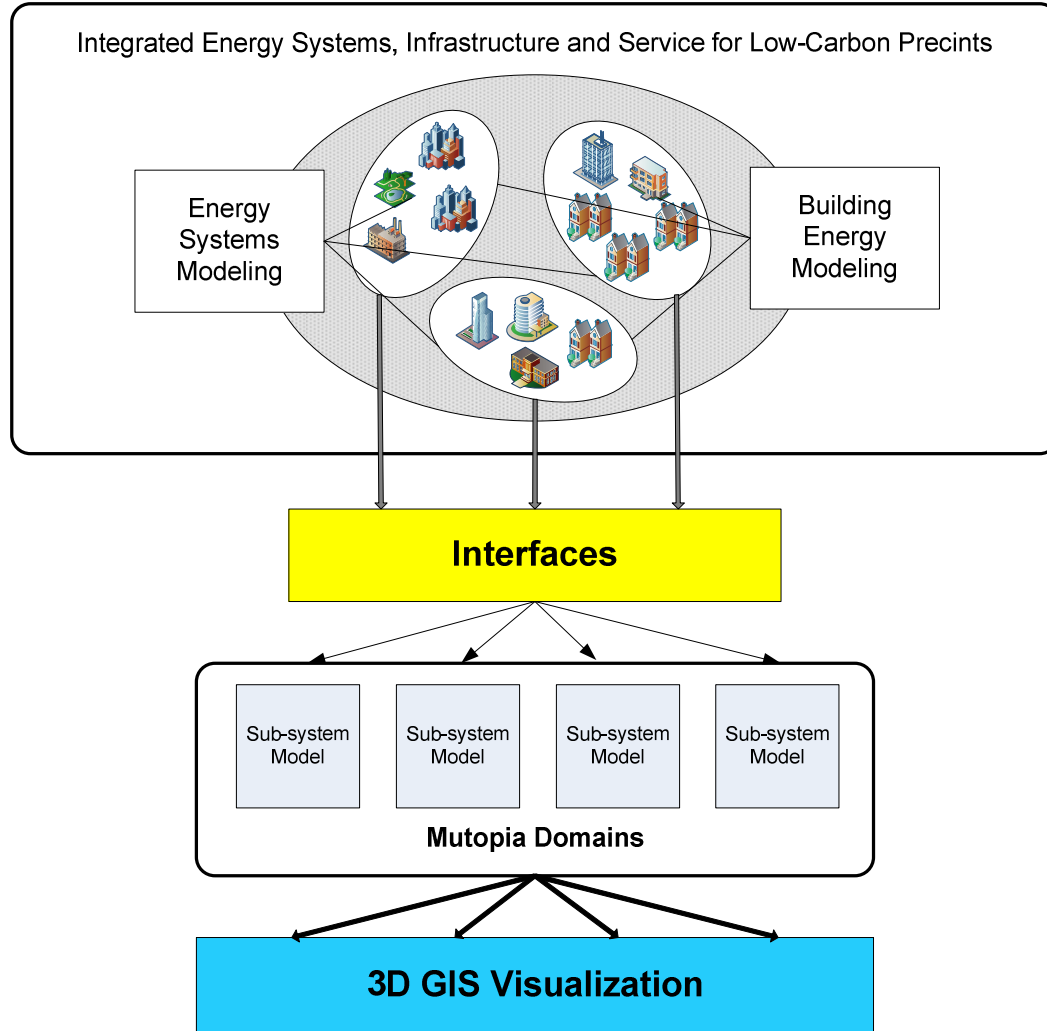 Integrated Energy Systems, Infrastructure and Service for Low-Carbon Precints
Energy
Systems
Modeling
Building
Energy
Modeling
Interfaces
Sub-system
Model
Sub-system
Model
Sub-system
Model
Sub-system
Model
Mutopia Domains
3D GIS Visualization